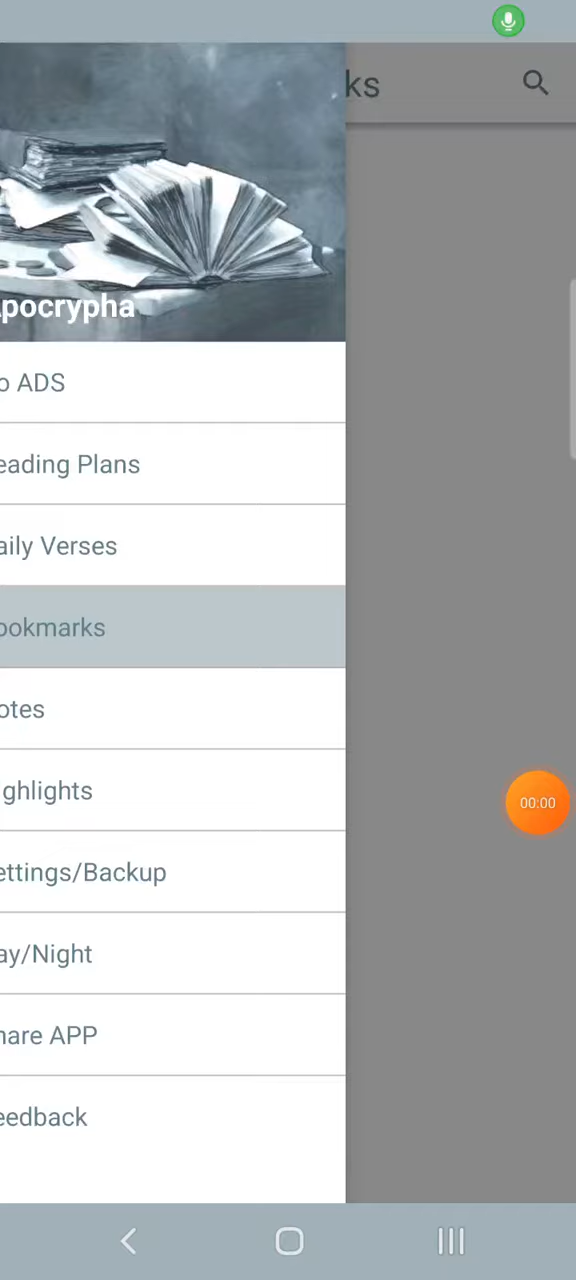 ks
pocrypha
o ADS
eading Plans
aily Verses
ookmarks
otes
ghlights
ettings/Backup
00:00
ay/Night
hare APP
eedback